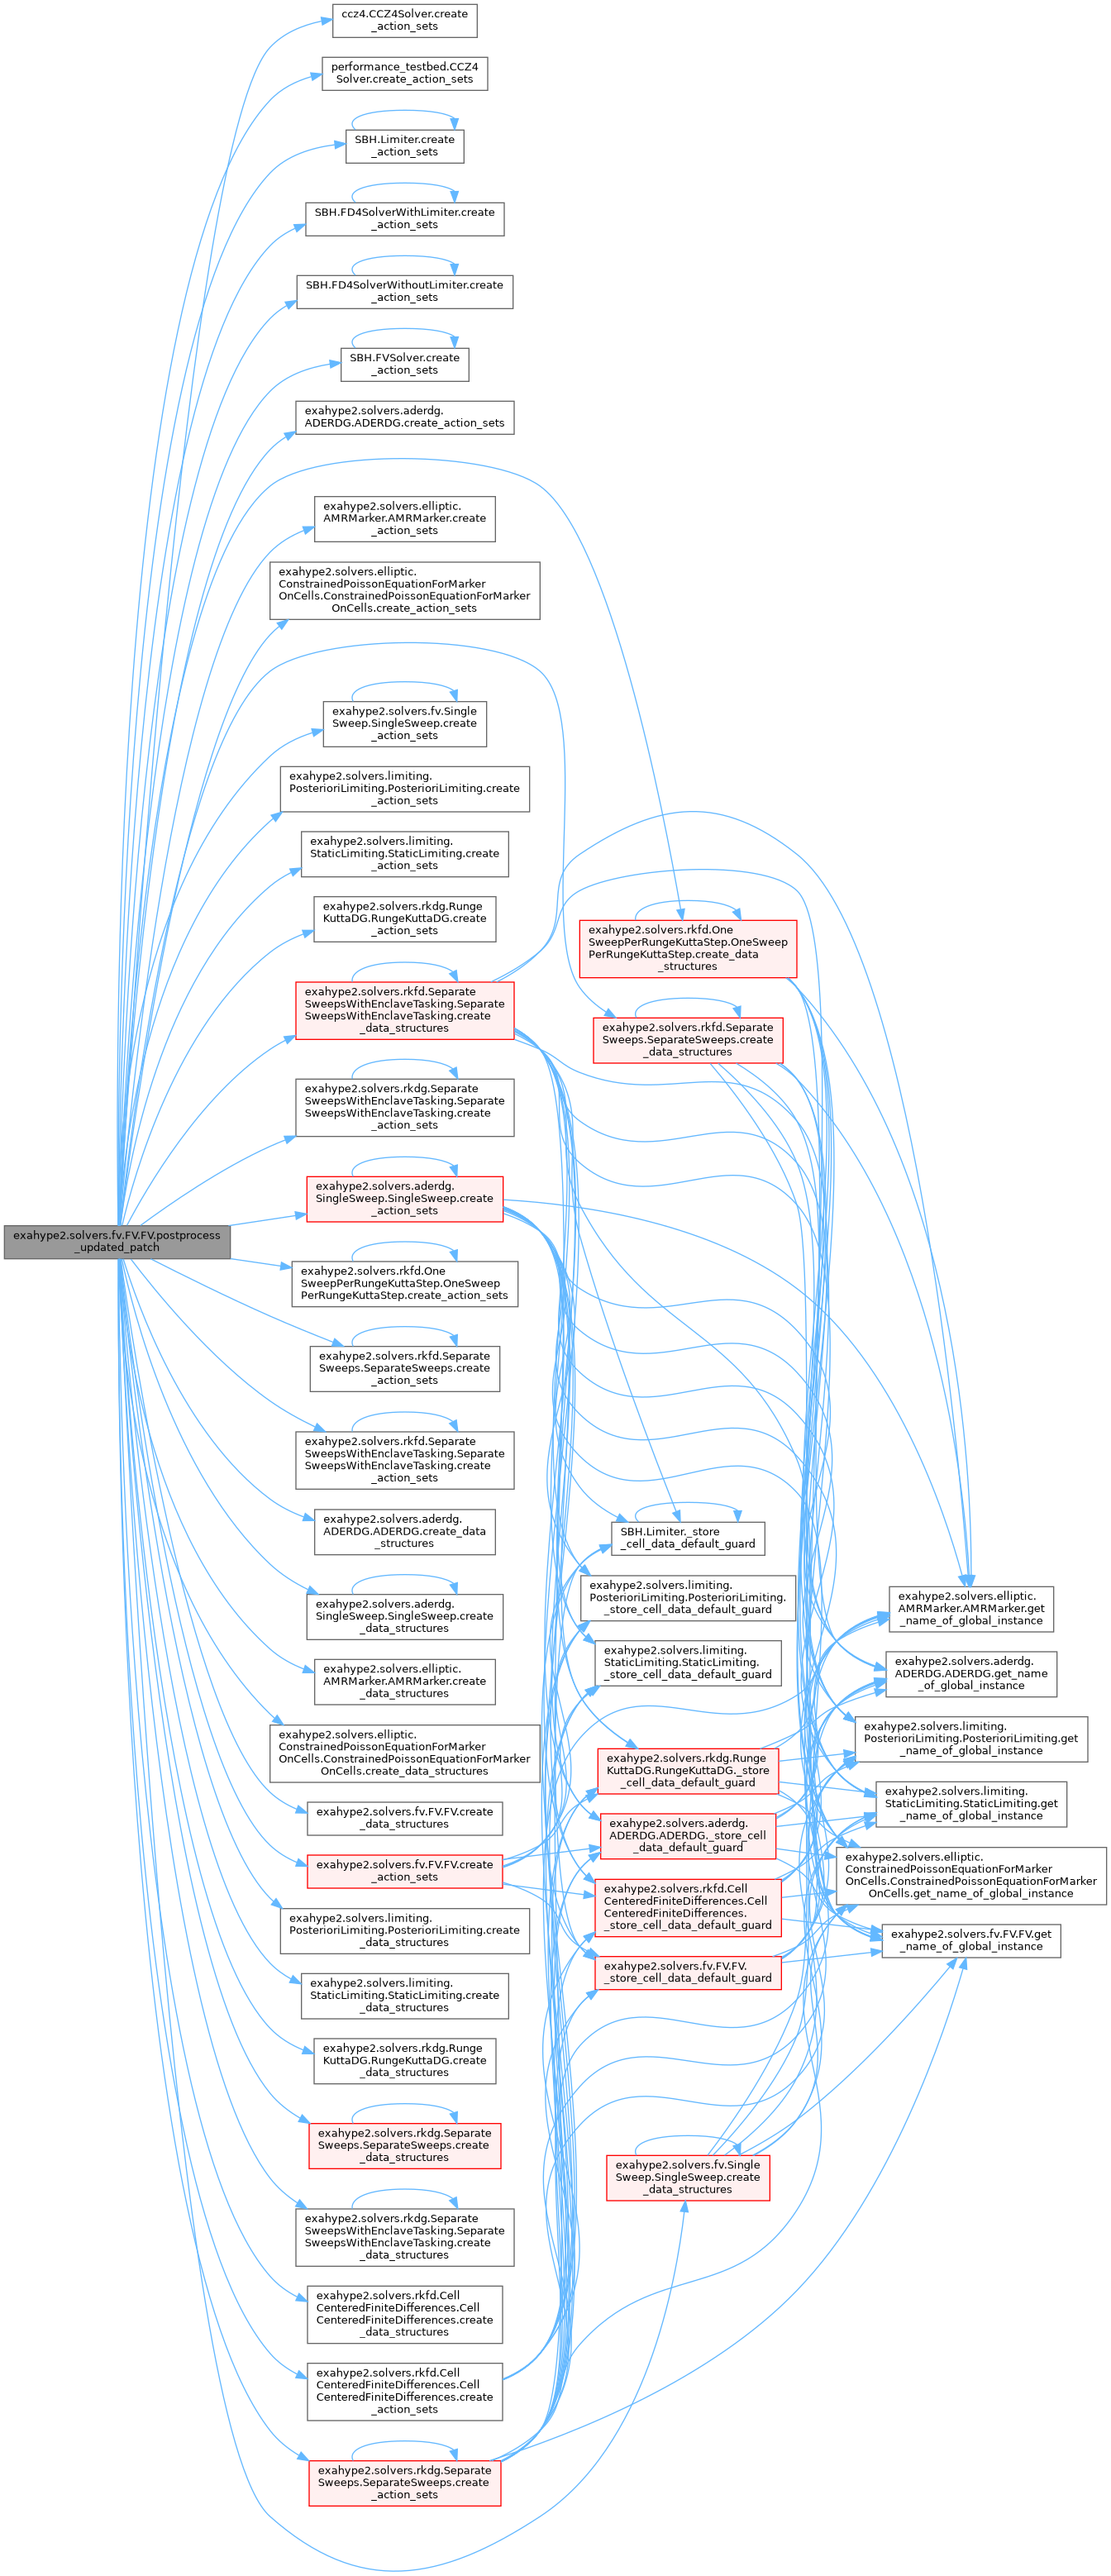 ccz4.CCZ4Solver.create
_action_sets
performance_testbed.CCZ4
Solver.create_action_sets
SBH.Limiter.create
_action_sets
SBH.FD4SolverWithLimiter.create
_action_sets
SBH.FD4SolverWithoutLimiter.create
_action_sets
SBH.FVSolver.create
_action_sets
exahype2.solvers.aderdg.
ADERDG.ADERDG.create_action_sets
exahype2.solvers.elliptic.
AMRMarker.AMRMarker.create
_action_sets
exahype2.solvers.elliptic.
ConstrainedPoissonEquationForMarker
OnCells.ConstrainedPoissonEquationForMarker
OnCells.create_action_sets
exahype2.solvers.fv.Single
Sweep.SingleSweep.create
_action_sets
exahype2.solvers.limiting.
PosterioriLimiting.PosterioriLimiting.create
_action_sets
exahype2.solvers.limiting.
StaticLimiting.StaticLimiting.create
_action_sets
exahype2.solvers.rkdg.Runge
KuttaDG.RungeKuttaDG.create
_action_sets
exahype2.solvers.rkfd.Separate
SweepsWithEnclaveTasking.Separate
SweepsWithEnclaveTasking.create
_data_structures
exahype2.solvers.rkdg.Separate
SweepsWithEnclaveTasking.Separate
SweepsWithEnclaveTasking.create
_action_sets
exahype2.solvers.aderdg.
SingleSweep.SingleSweep.create
_action_sets
exahype2.solvers.fv.FV.FV.postprocess
_updated_patch
exahype2.solvers.rkfd.One
SweepPerRungeKuttaStep.OneSweep
PerRungeKuttaStep.create_action_sets
exahype2.solvers.rkfd.Separate
Sweeps.SeparateSweeps.create
_action_sets
exahype2.solvers.rkfd.Separate
SweepsWithEnclaveTasking.Separate
SweepsWithEnclaveTasking.create
_action_sets
exahype2.solvers.aderdg.
ADERDG.ADERDG.create_data
_structures
exahype2.solvers.aderdg.
SingleSweep.SingleSweep.create
_data_structures
exahype2.solvers.elliptic.
AMRMarker.AMRMarker.create
_data_structures
exahype2.solvers.elliptic.
ConstrainedPoissonEquationForMarker
OnCells.ConstrainedPoissonEquationForMarker
OnCells.create_data_structures
exahype2.solvers.fv.FV.FV.create
_data_structures
exahype2.solvers.fv.FV.FV.create
_action_sets
exahype2.solvers.limiting.
PosterioriLimiting.PosterioriLimiting.create
_data_structures
exahype2.solvers.limiting.
StaticLimiting.StaticLimiting.create
_data_structures
exahype2.solvers.rkdg.Runge
KuttaDG.RungeKuttaDG.create
_data_structures
exahype2.solvers.rkdg.Separate
Sweeps.SeparateSweeps.create
_data_structures
exahype2.solvers.rkdg.Separate
SweepsWithEnclaveTasking.Separate
SweepsWithEnclaveTasking.create
_data_structures
exahype2.solvers.rkfd.Cell
CenteredFiniteDifferences.Cell
CenteredFiniteDifferences.create
_data_structures
exahype2.solvers.rkfd.Cell
CenteredFiniteDifferences.Cell
CenteredFiniteDifferences.create
_action_sets
exahype2.solvers.rkdg.Separate
Sweeps.SeparateSweeps.create
_action_sets
exahype2.solvers.rkfd.One
SweepPerRungeKuttaStep.OneSweep
PerRungeKuttaStep.create_data
_structures
exahype2.solvers.rkfd.Separate
Sweeps.SeparateSweeps.create
_data_structures
SBH.Limiter._store
_cell_data_default_guard
exahype2.solvers.limiting.
PosterioriLimiting.PosterioriLimiting.
_store_cell_data_default_guard
exahype2.solvers.limiting.
StaticLimiting.StaticLimiting.
_store_cell_data_default_guard
exahype2.solvers.rkdg.Runge
KuttaDG.RungeKuttaDG._store
_cell_data_default_guard
exahype2.solvers.aderdg.
ADERDG.ADERDG._store_cell
_data_default_guard
exahype2.solvers.rkfd.Cell
CenteredFiniteDifferences.Cell
CenteredFiniteDifferences.
_store_cell_data_default_guard
exahype2.solvers.fv.FV.FV.
_store_cell_data_default_guard
exahype2.solvers.fv.Single
Sweep.SingleSweep.create
_data_structures
exahype2.solvers.elliptic.
AMRMarker.AMRMarker.get
_name_of_global_instance
exahype2.solvers.aderdg.
ADERDG.ADERDG.get_name
_of_global_instance
exahype2.solvers.limiting.
PosterioriLimiting.PosterioriLimiting.get
_name_of_global_instance
exahype2.solvers.limiting.
StaticLimiting.StaticLimiting.get
_name_of_global_instance
exahype2.solvers.elliptic.
ConstrainedPoissonEquationForMarker
OnCells.ConstrainedPoissonEquationForMarker
OnCells.get_name_of_global_instance
exahype2.solvers.fv.FV.FV.get
_name_of_global_instance